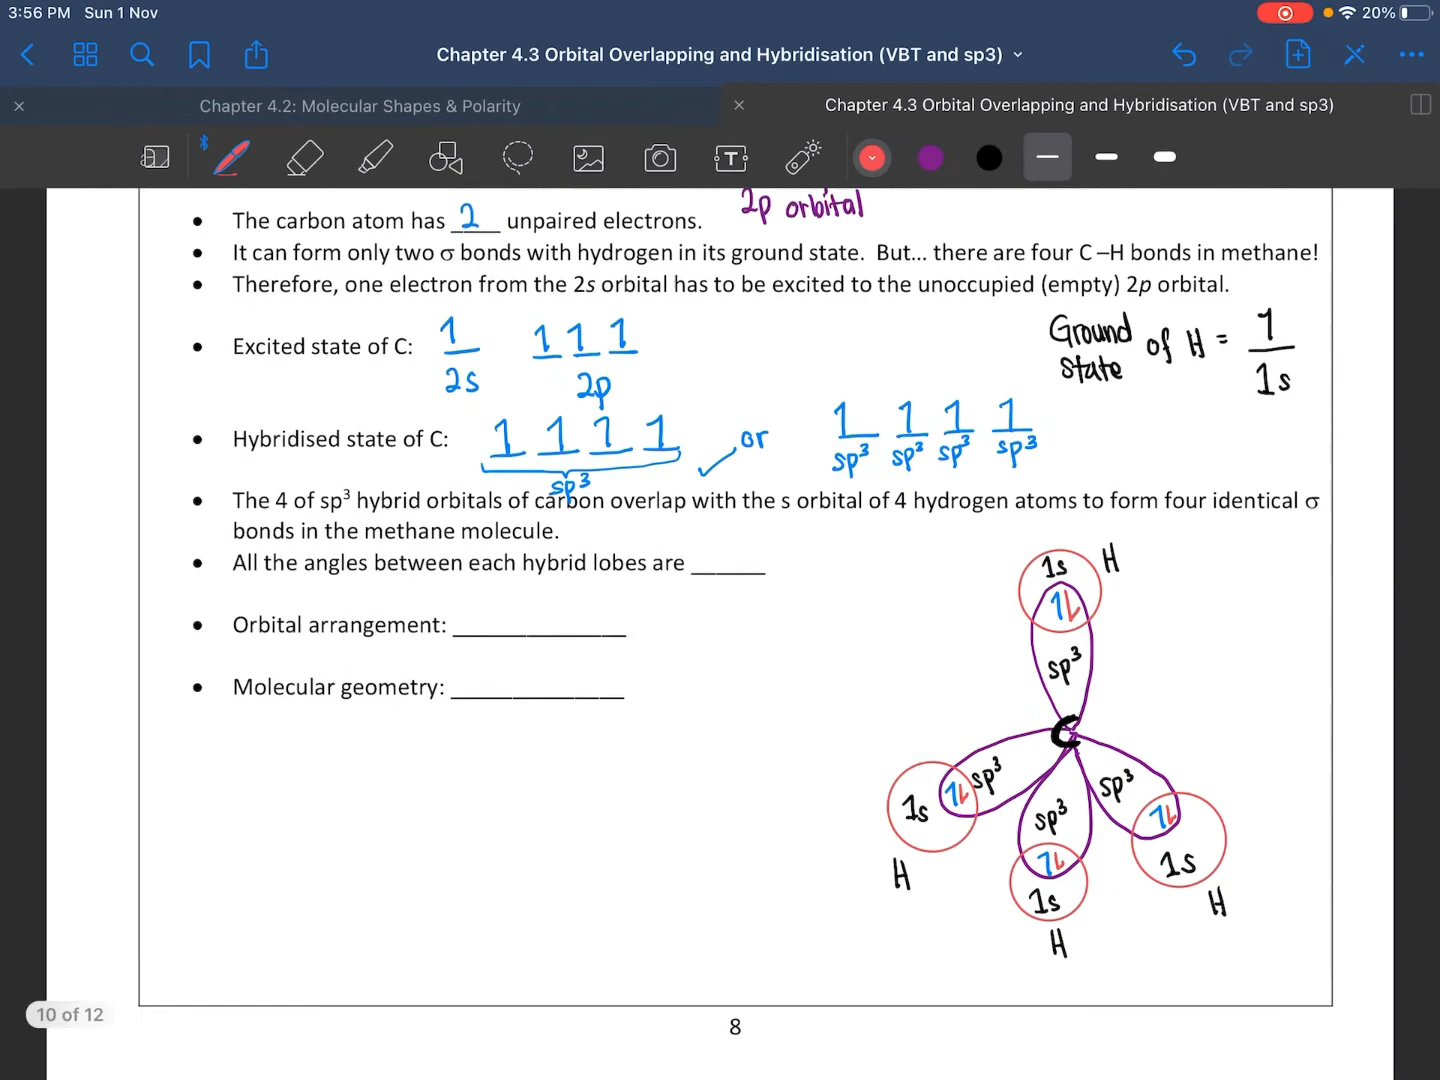 3:56 PM Sun 1 Nov
20%
Chapter 4.3 Orbital Overlapping and Hybridisation (VBT and sp3)
Chapter 4.2: Molecular Shapes & Polarity
Chapter 4.3 Orbital Overlapping and Hybridisation (VBT and sp3)
T
2p orbital
• The carbon atom has 2 unpaired electrons.
• It can form only two σ bonds with hydrogen in its ground state. But... there are four C –H bonds in methane!
• Therefore, one electron from the 2s orbital has to be excited to the unoccupied (empty) 2p orbital.
• Excited state of C: 1 1 1 1
2s 2p
Ground state of H = 1
1s
• Hybridised state of C: 1 1 1 1 or 1 1 1 1
sp³ sp³ sp³ sp³ sp³
• The 4 of sp³ hybrid orbitals of carbon overlap with the s orbital of 4 hydrogen atoms to form four identical σ
bonds in the methane molecule.
• All the angles between each hybrid lobes are ______
• Orbital arrangement: ______________
• Molecular geometry: ______________
1s H
1L
sp³
C
1s 1L sp³
H
sp³
1L
1s
H
sp³
1L
1s
H
10 of 12
8